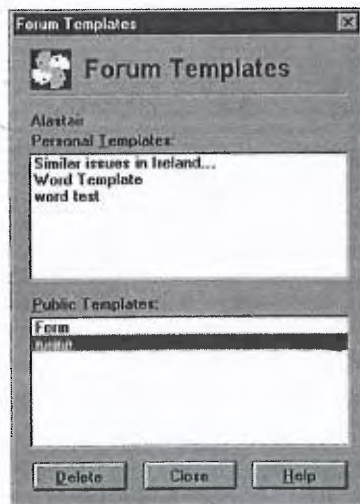 Forum Templates
Forum Templates
Alastair
Personal Templates:
Similar issues in Ireland...
Word Template
word test
Public Templates:
Form
Delete
Close
Help